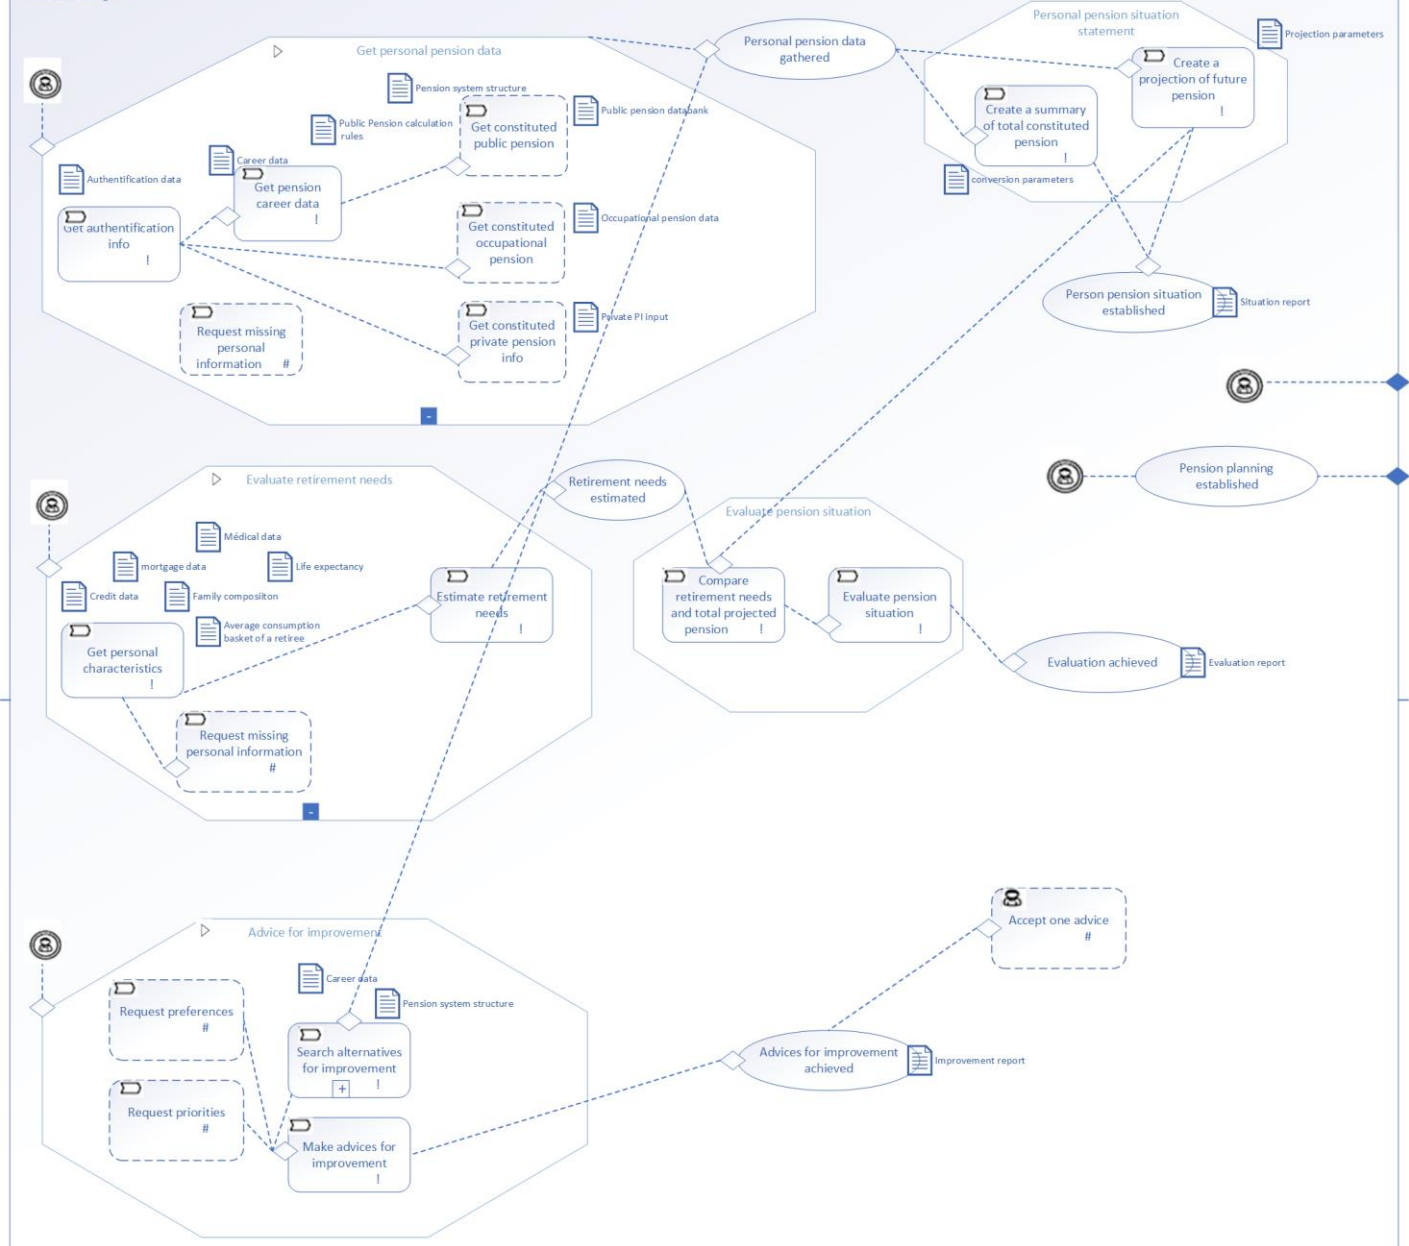 Get personal pension data
Pension system structure
Public Pension calculation
rules
Career data
Authentification data
Get authentification
info
!
Get pension
career data
!
Get constituted
public pension
Public pension databank
Get constituted
occupational
pension
Occupational pension data
Get constituted
private pension
info
Private PI input
Request missing
personal
information #
-
Personal pension data
gathered
Personal pension situation
statement
Projection parameters
Create a
projection of future
pension
!
Create a summary
of total constituted
pension
!
conversion parameters
Person pension situation
established
Situation report
Pension planning
established
Evaluate retirement needs
Médical data
mortgage data
Life expectancy
Credit data
Family composiiton
Average consumption
basket of a retiree
Get personal
characteristics
!
Estimate retirement
needs
!
Request missing
personal information
#
-
Retirement needs
estimated
Evaluate pension situation
Compare
retirement needs
and total projected
pension !
Evaluate pension
situation
!
Evaluation achieved
Evaluation report
Advice for improvement
Career data
Pension system structure
Request preferences
#
Search alternatives
for improvement
+ !
Request priorities
#
Make advices for
improvement
!
Advices for improvement
achieved
Improvement report
Accept one advice
#